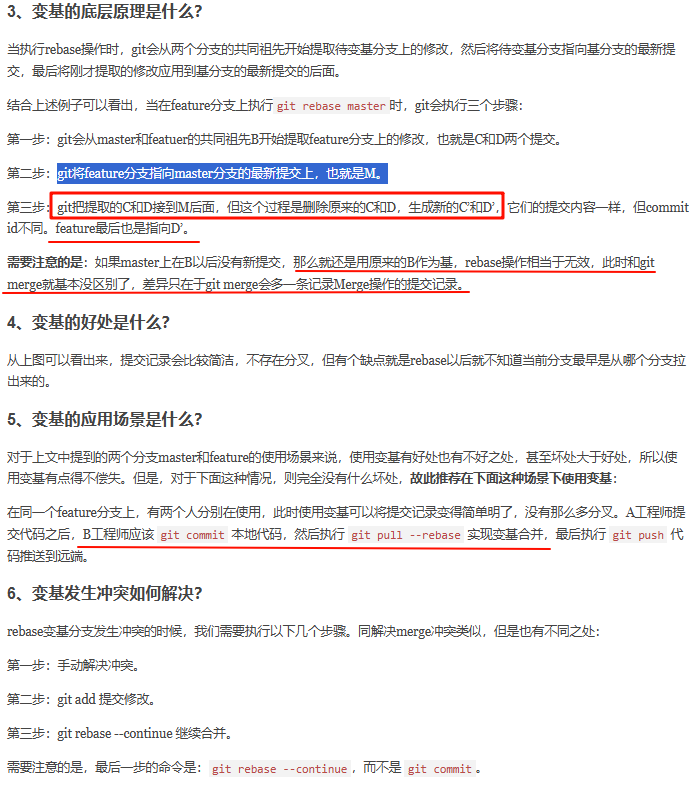 3、变基的底层原理是什么?
当执行rebase操作时，git会从两个分支的共同祖先开始提取待变基分支上的修改，然后将待变基分支指向基分支的最新提
交，最后将刚才提取的修改应用到基分支的最新提交的后面。
结合上述例子可以看出，当在feature分支上执行 git rebase master 时，git会执行三个步骤：
第一步：git会从master和featuer的共同祖先B开始提取feature分支上的修改，也就是C和D两个提交。
第二步：git将feature分支指向master分支的最新提交上，也就是M。
第三步：git把提取的C和D接到M后面，但这个过程是删除原来的C和D，生成新的C’和D’，它们的提交内容一样，但commit
id不同。feature最后也是指向D’。
需要注意的是：如果master上在B以后没有新提交，那么就还是用原来的B作为基，rebase操作相当于无效，此时和git
merge就基本没区别了，差异只在于git merge会多一条记录Merge操作的提交记录。
4、变基的好处是什么?
从上图可以看出来，提交记录会比较简洁，不存在分叉，但有个缺点就是rebase以后就不知道当前分支最早是从哪个分支拉
出来的。
5、变基的应用场景是什么?
对于上文中提到的两个分支master和feature的使用场景来说，使用变基有好处也有不好之处，甚至坏处大于好处，所以使
用变基有点得不偿失。但是，对于下面这种情况，则完全没有什么坏处，故此推荐在下面这种场景下使用变基：
在同一个feature分支上，有两个人分别在使用，此时使用变基可以将提交记录变得简单明了，没有那么多分叉。A工程师提
交代码之后，B工程师应该 git commit 本地代码，然后执行 git pull --rebase 实现变基合并，最后执行 git push 代
码推送到远端。
6、变基发生冲突如何解决?
rebase变基分支发生冲突的时候，我们需要执行以下几个步骤。同解决merge冲突类似，但是也有不同之处：
第一步：手动解决冲突。
第二步：git add 提交修改。
第三步：git rebase --continue 继续合并。
需要注意的是，最后一步的命令是：git rebase --continue，而不是 git commit。